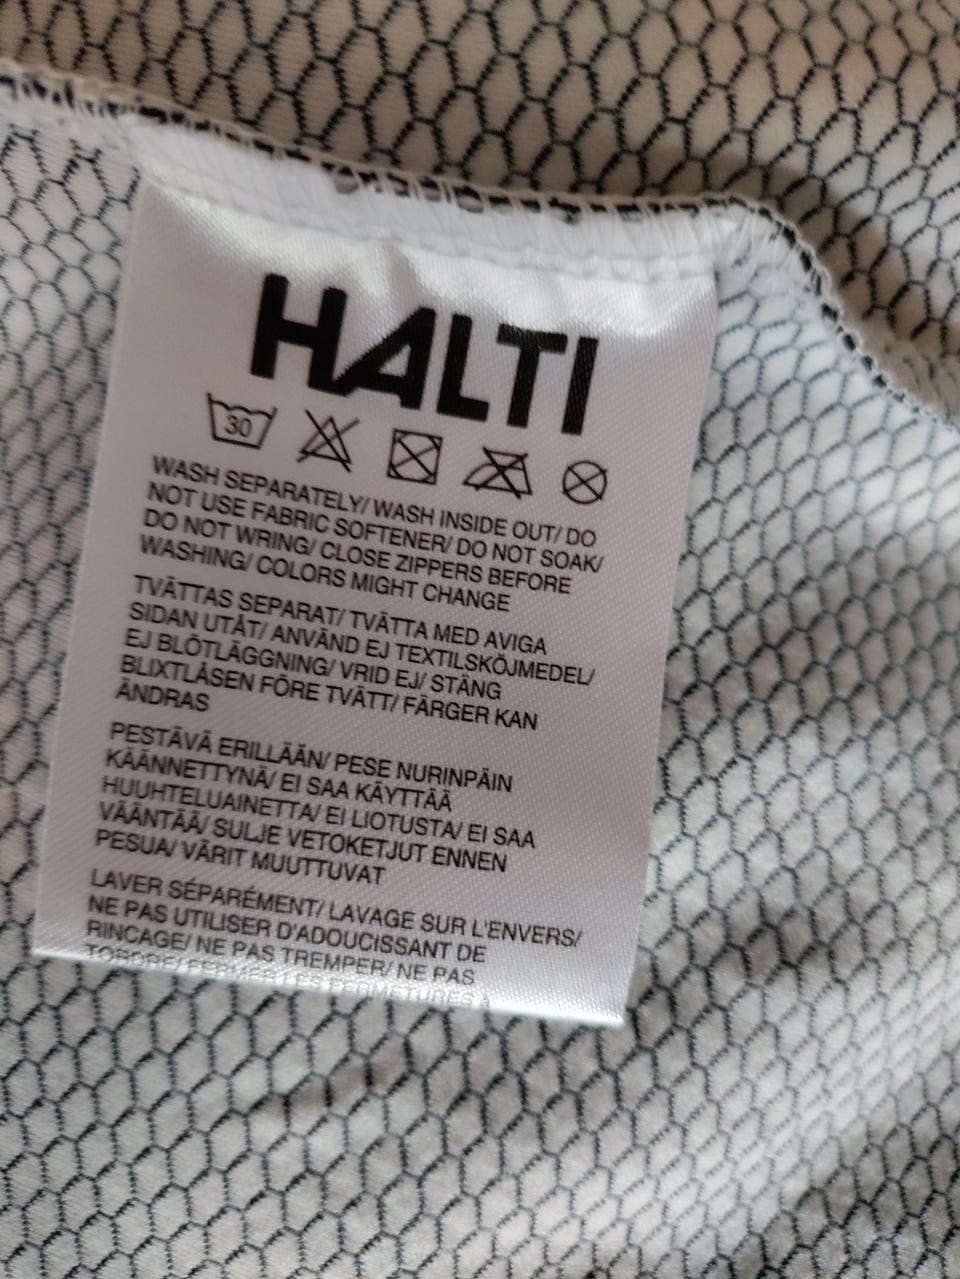 HALTI
30
WASH SEPARATELY/ WASH INSIDE OUT/ DO
NOT USE FABRIC SOFTENER/ DO NOT SOAK/
DO NOT WRING/ CLOSE ZIPPERS BEFORE
WASHING/ COLORS MIGHT CHANGE
TVÄTTAS SEPARAT/ TVÄTTA MED AVIGA
SIDAN UTÅT/ ANVÄND EJ TEXTILSKÖJMEDEL/
EJ BLÖTLÄGGNING/ VRID EJ/ STÄNG
BLIXTLÅSEN FÖRE TVÄTT/ FÄRGER KAN
ÄNDRAS
PESTÄVÄ ERILLÄÄN/ PESE NURINPÄIN
KÄÄNNETTYNÄ/ EI SAA KÄYTTÄÄ
HUUHTELUAINETTA/ EI LIOTUSTA/ EI SAA
VÄÄNTÄÄ/ SULJE VETOKETJUT ENNEN
PESUA/ VÄRIT MUUTTUVAT
LAVER SÉPARÉMENT/ LAVAGE SUR L'ENVERS/
NE PAS UTILISER D'ADOUCISSANT DE
RINCAGE/ NE PAS TREMPER/ NE PAS
TORDRE/ FERMER LES FERMETURES À